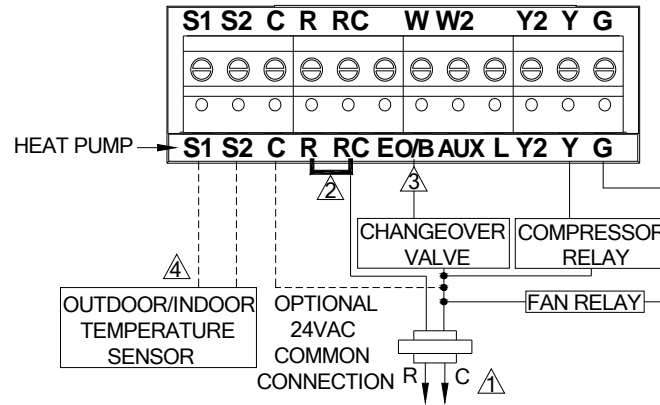 S1 S2 C R RC W W2 Y2 Y G
HEAT PUMP
S1 S2 C R RC E O/B AUX L Y2 Y G
2
3
CHANGEOVER
VALVE
COMPRESSOR
RELAY
4
OUTDOOR/INDOOR
TEMPERATURE
SENSOR
OPTIONAL
24VAC
COMMON
CONNECTION
FAN RELAY
R
C
1